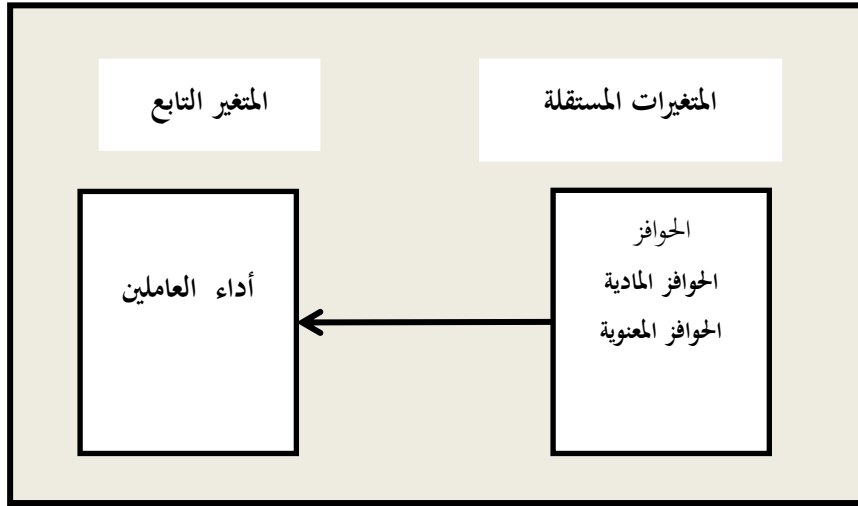 المتغيرات المستقلة
المتغير التابع
الحوافز
الحوافز المادية
الحوافز المعنوية
أداء العاملين